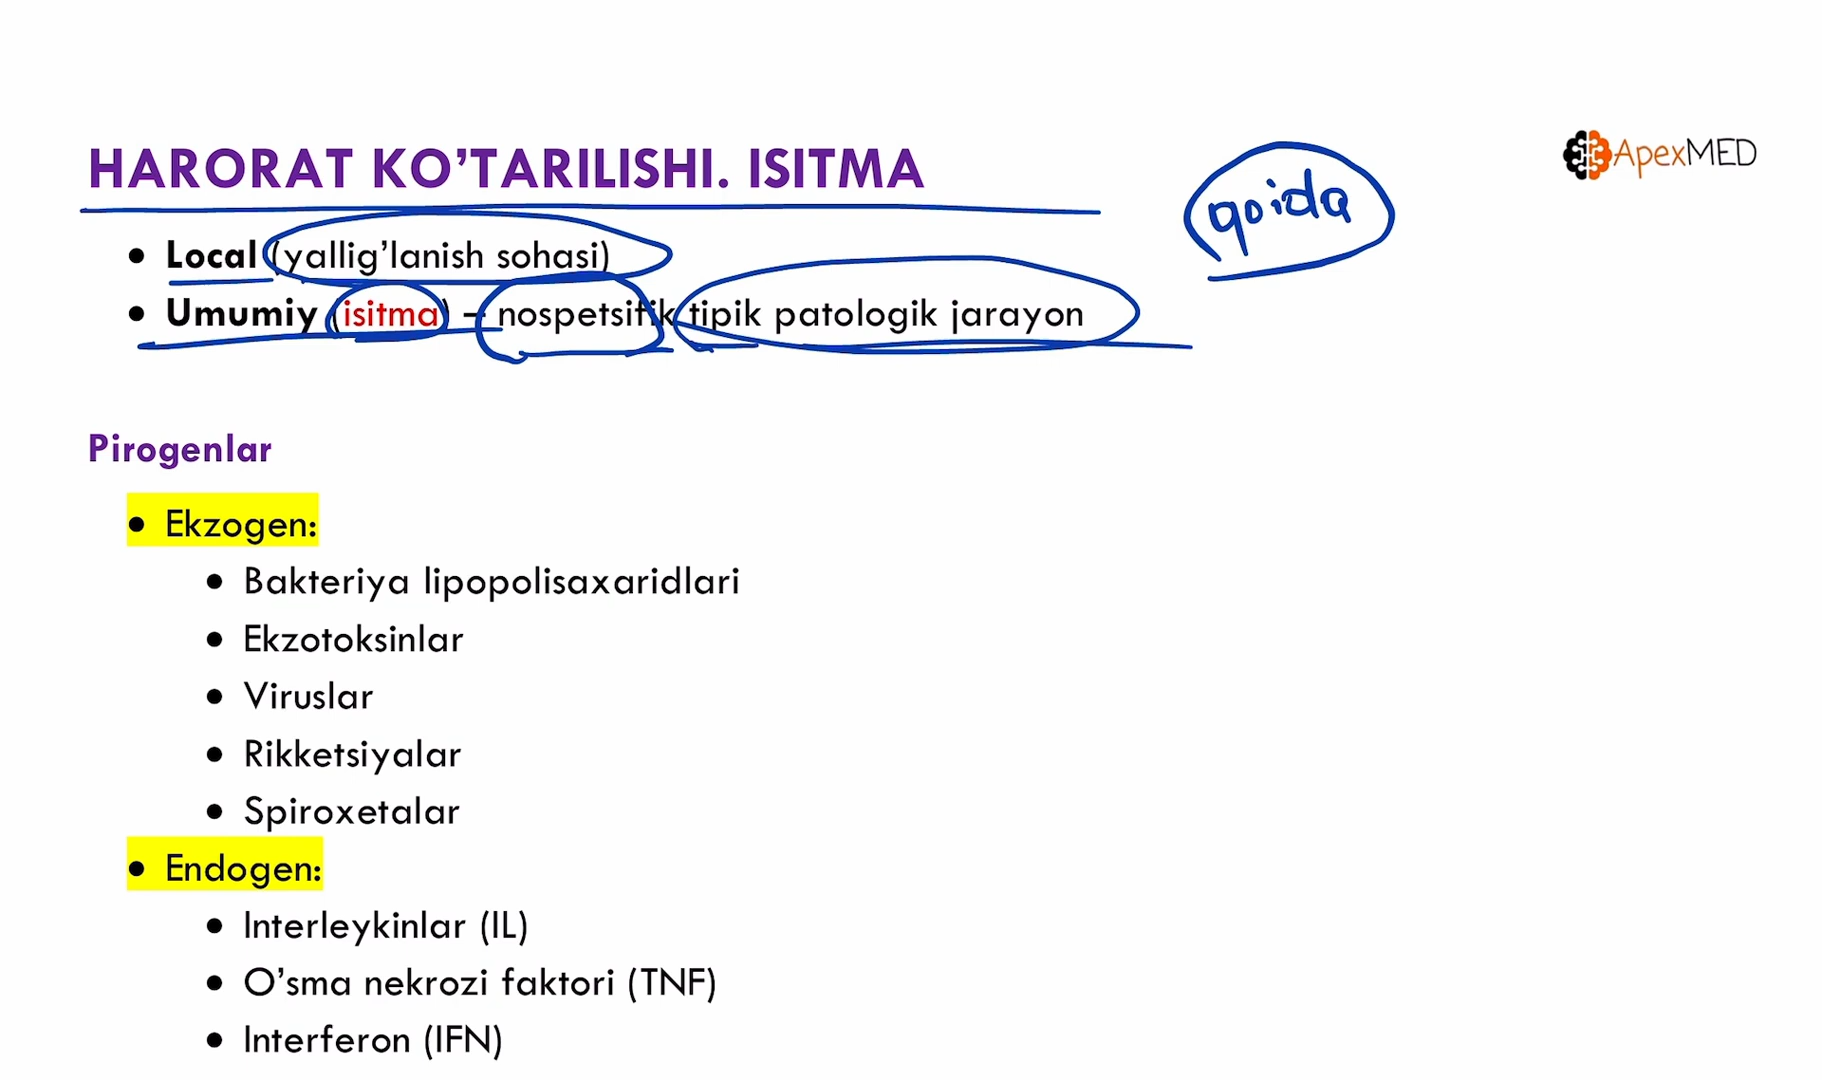 HARORAT KO’TARILISHI. ISITMA
ApexMED
qoida
• Local (yallig’lanish sohasi)
• Umumiy (isitma) – nospetsifik tipik patologik jarayon
Pirogenlar
• Ekzogen:
• Bakteriya lipopolisaxaridlari
• Ekzotoksinlar
• Viruslar
• Rikketsiyalar
• Spiroxetalar
• Endogen:
• Interleykinlar (IL)
• O’sma nekrozi faktori (TNF)
• Interferon (IFN)